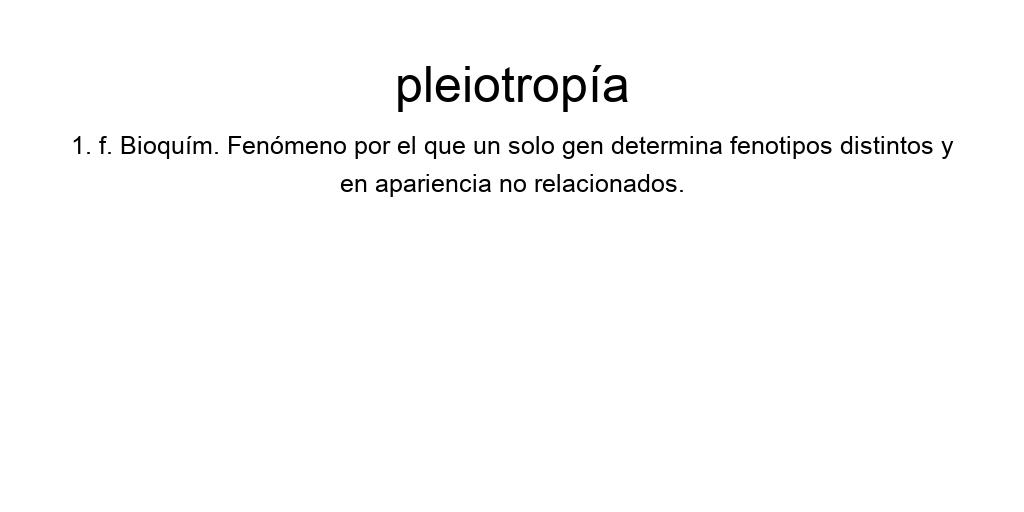 pleiotropía
1. f. Bioquím. Fenómeno por el que un solo gen determina fenotipos distintos y
en apariencia no relacionados.